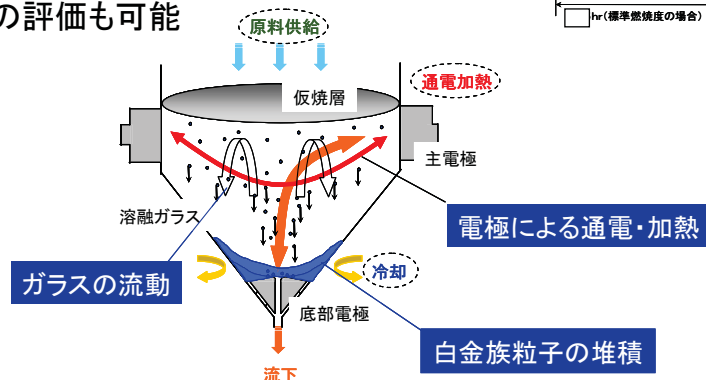 の評価も可能
hr(標準燃焼度の場合)
原料供給
仮焼層
通電加熱
主電極
溶融ガラス
電極による通電・加熱
ガラスの流動
冷却
底部電極
白金族粒子の堆積
流下